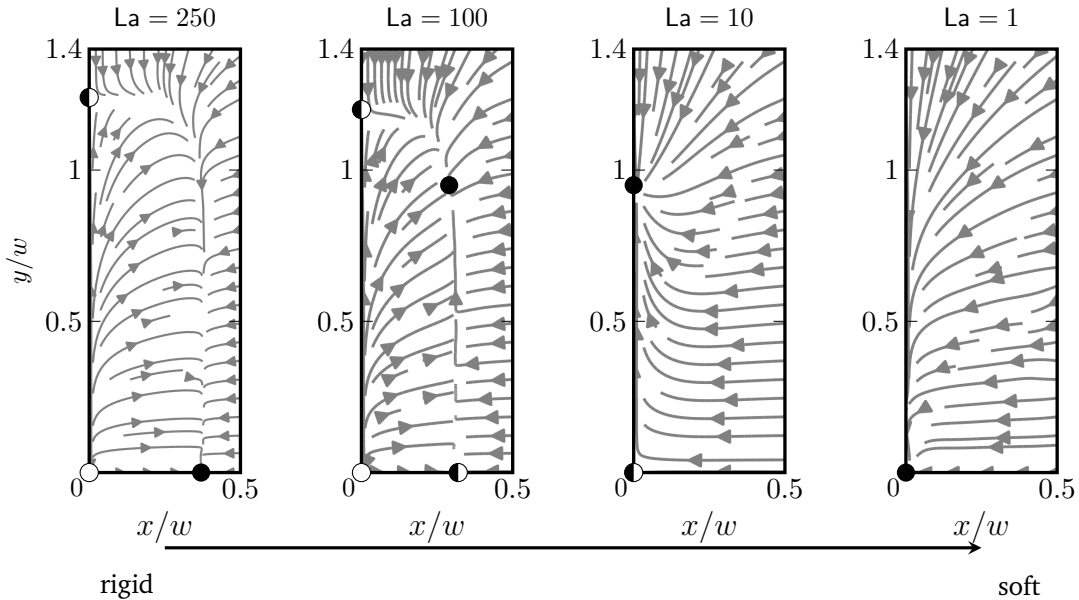 La = 250 La = 100 La = 10 La = 1
1.4 1.4 1.4 1.4
1 1 1 1
y/w
0.5 0.5 0.5 0.5
0 0.5 0 0.5 0 0.5 0 0.5
x/w x/w x/w x/w
rigid soft